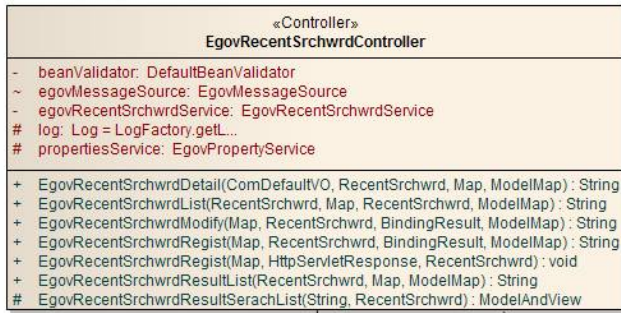 «Controller»
EgovRecentSrchwrdController
- beanValidator: DefaultBeanValidator
~ egovMessageSource: EgovMessageSource
- egovRecentSrchwrdService: EgovRecentSrchwrdService
# log: Log = LogFactory.getL...
# propertiesService: EgovPropertyService
+ EgovRecentSrchwrdDetail(ComDefaultVO, RecentSrchwrd, Map, ModelMap) : String
+ EgovRecentSrchwrdList(RecentSrchwrd, Map, RecentSrchwrd, ModelMap) : String
+ EgovRecentSrchwrdModify(Map, RecentSrchwrd, BindingResult, ModelMap) : String
+ EgovRecentSrchwrdRegist(Map, RecentSrchwrd, BindingResult, ModelMap) : String
+ EgovRecentSrchwrdRegist(Map, HttpServletResponse, RecentSrchwrd) : void
+ EgovRecentSrchwrdResultList(RecentSrchwrd, Map, ModelMap) : String
# EgovRecentSrchwrdResultSerachList(String, RecentSrchwrd) : ModelAndView